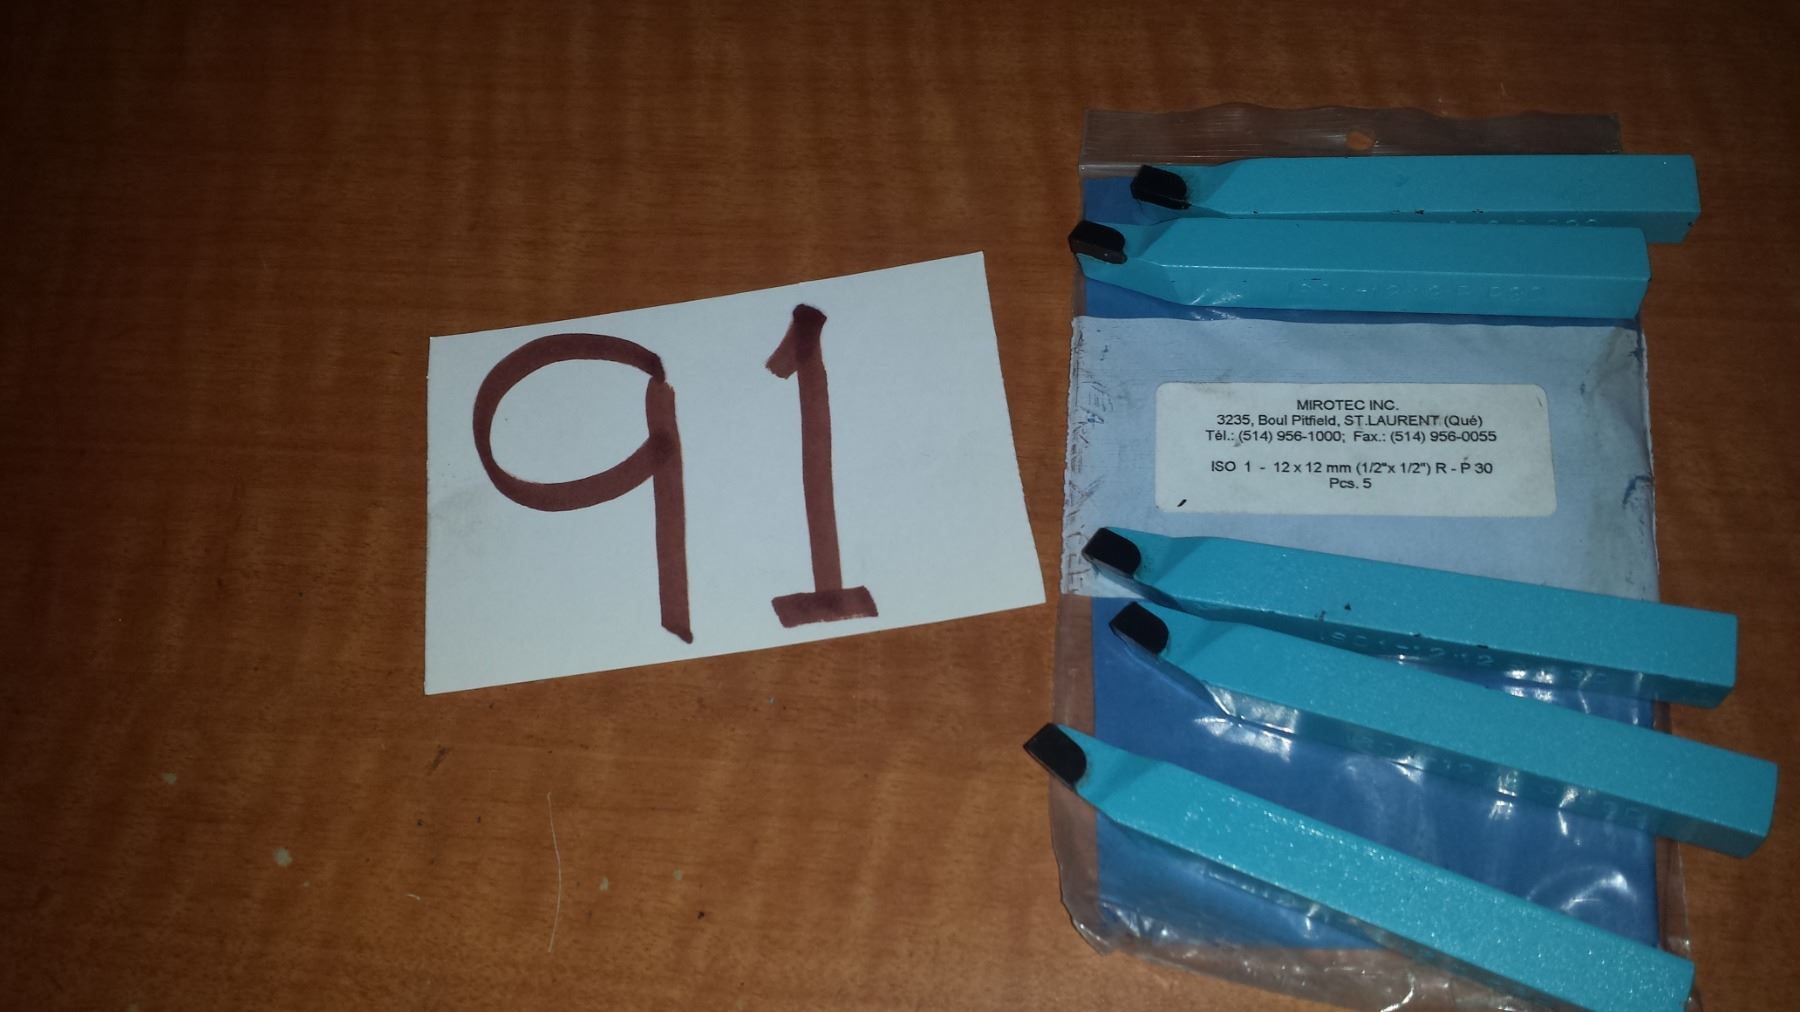 91
MIROTEC INC.
3235, Boul Pitfield, ST.LAURENT (Qué)
Tél.: (514) 956-1000; Fax.: (514) 956-0055
ISO 1 - 12 x 12 mm (1/2"x 1/2") R - P 30
Pcs. 5